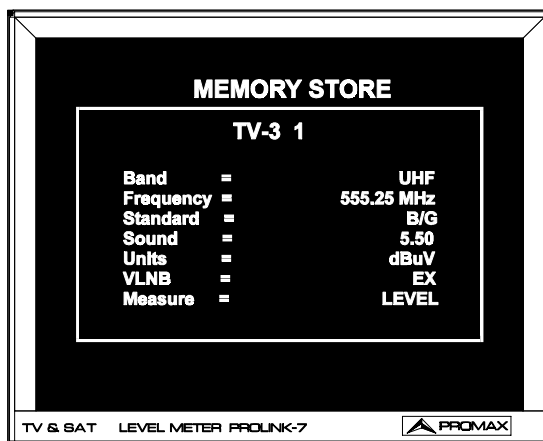 MEMORY STORE
TV-3 1
Band = UHF
Frequency = 555.25 MHz
Standard = B/G
Sound = 5.50
Units = dBuV
VLNB = EX
Measure = LEVEL
TV & SAT LEVEL METER PROLINK-7 PROMAX